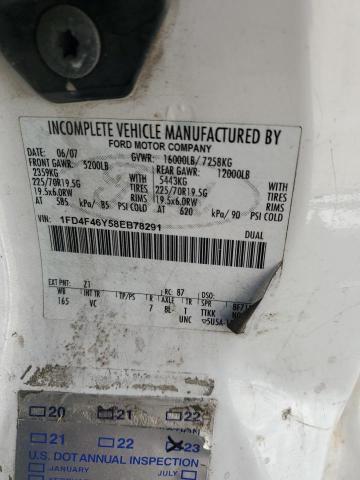 INCOMPLETE VEHICLE MANUFACTURED BY
FORD MOTOR COMPANY
DATE: 06/07 GVWR: 16000LB/ 7258KG
FRONT GAWR: 5200LB REAR GAWR: 12000LB
2359KG WITH 5443KG WITH
225/70R19.5G TIRES 225/70R19.5G TIRES
19.5x6.0RW RIMS 19.5x6.0RW RIMS
AT 585 kPa/ 85 PSI COLD AT 620 kPa/ 90 PSI COLD
VIN: 1FD4F46Y58EB78291 DUAL
EXT PNT: Z1 RC: 87 DSO:
WB INT TR TP/PS R AXLE TR SPR
165 VC 7 8L- T TTKK
UNC
20 21 22
21 22 23
U.S. DOT ANNUAL INSPECTION
JANUARY JULY